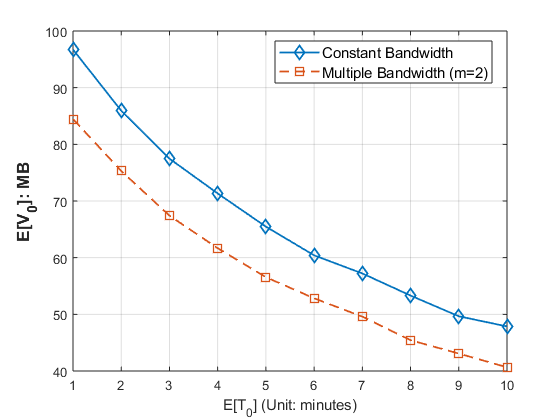 100
90
80
70
60
50
40
E[V0]: MB
Constant Bandwidth
Multiple Bandwidth (m=2)
1 2 3 4 5 6 7 8 9 10
E[T0] (Unit: minutes)